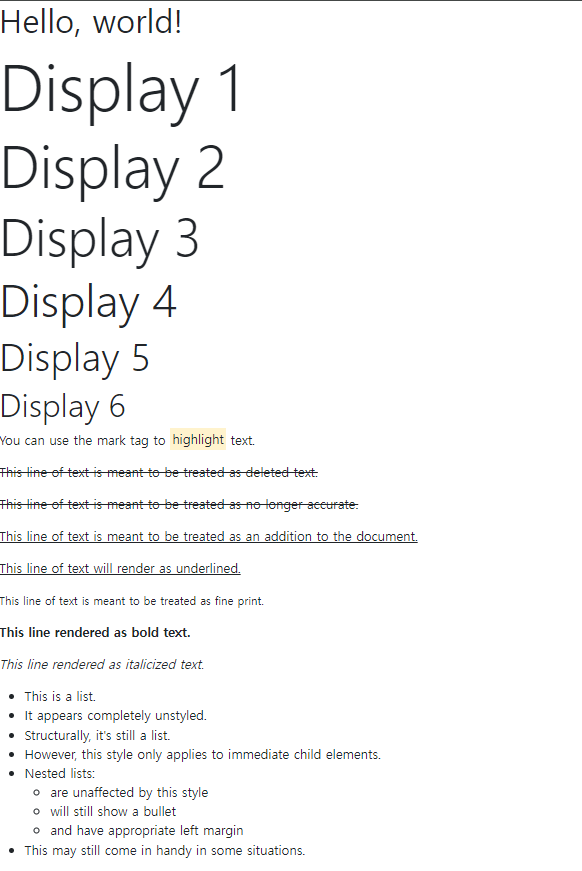 Hello, world!
Display 1
Display 2
Display 3
Display 4
Display 5
Display 6
You can use the mark tag to highlight text.
This line of text is meant to be treated as deleted text.
This line of text is meant to be treated as no longer accurate.
This line of text is meant to be treated as an addition to the document.
This line of text will render as underlined.
This line of text is meant to be treated as fine print.
This line rendered as bold text.
This line rendered as italicized text.
• This is a list.
• It appears completely unstyled.
• Structurally, it's still a list.
• However, this style only applies to immediate child elements.
• Nested lists:
◦ are unaffected by this style
◦ will still show a bullet
◦ and have appropriate left margin
• This may still come in handy in some situations.